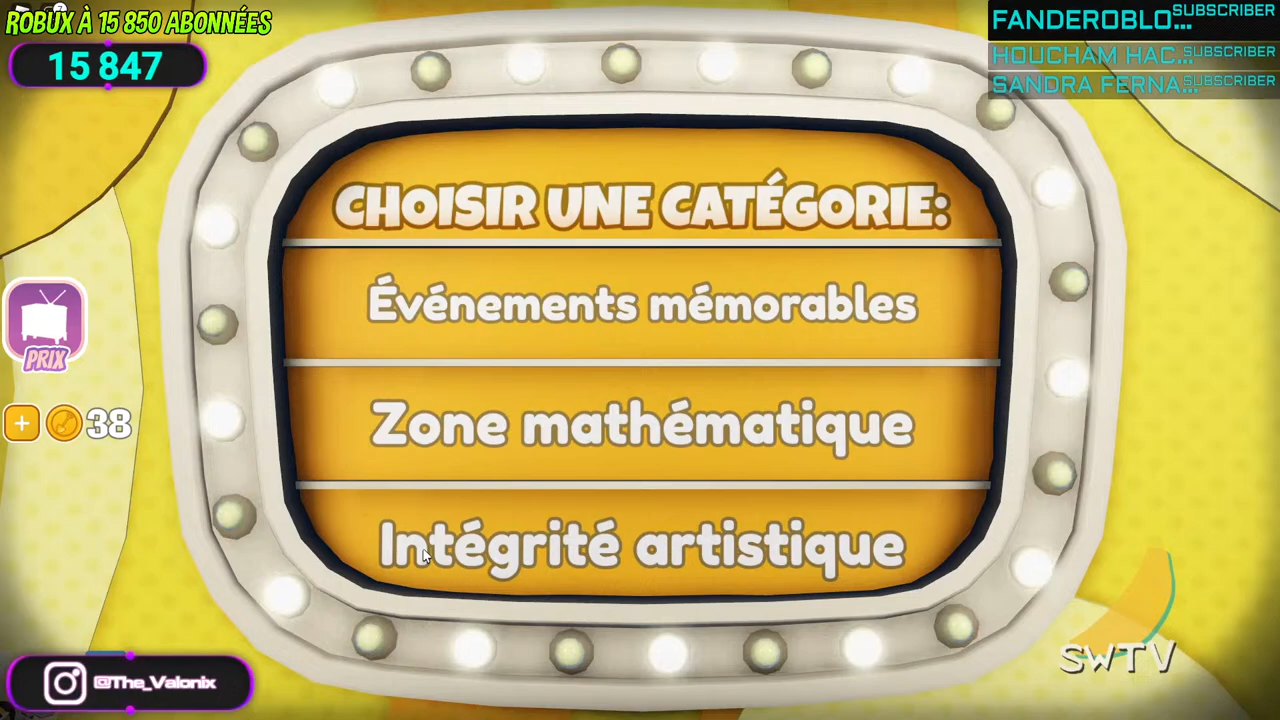 ROBUX À 15 850 ABONNÉES
15 847
FANDEROBLO... SUBSCRIBER
HOUCHAM HAC... SUBSCRIBER
SANDRA FERNA... SUBSCRIBER
CHOISIR UNE CATÉGORIE:
Événements mémorables
Zone mathématique
Intégrité artistique
PRIX
+ 38
@The_Valonix
SWTV